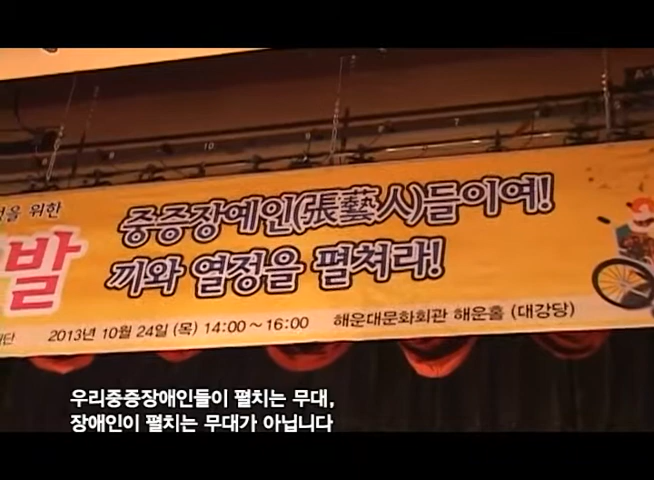 을 위한
발
중증장예인(張藝人)들이여!
끼와 열정을 펼쳐라!
2013년 10월 24일 (목) 14:00～16:00 해운대문화회관 해운홀 (대강당)
우리중증장애인들이 펼치는 무대,
장애인이 펼치는 무대가 아닙니다